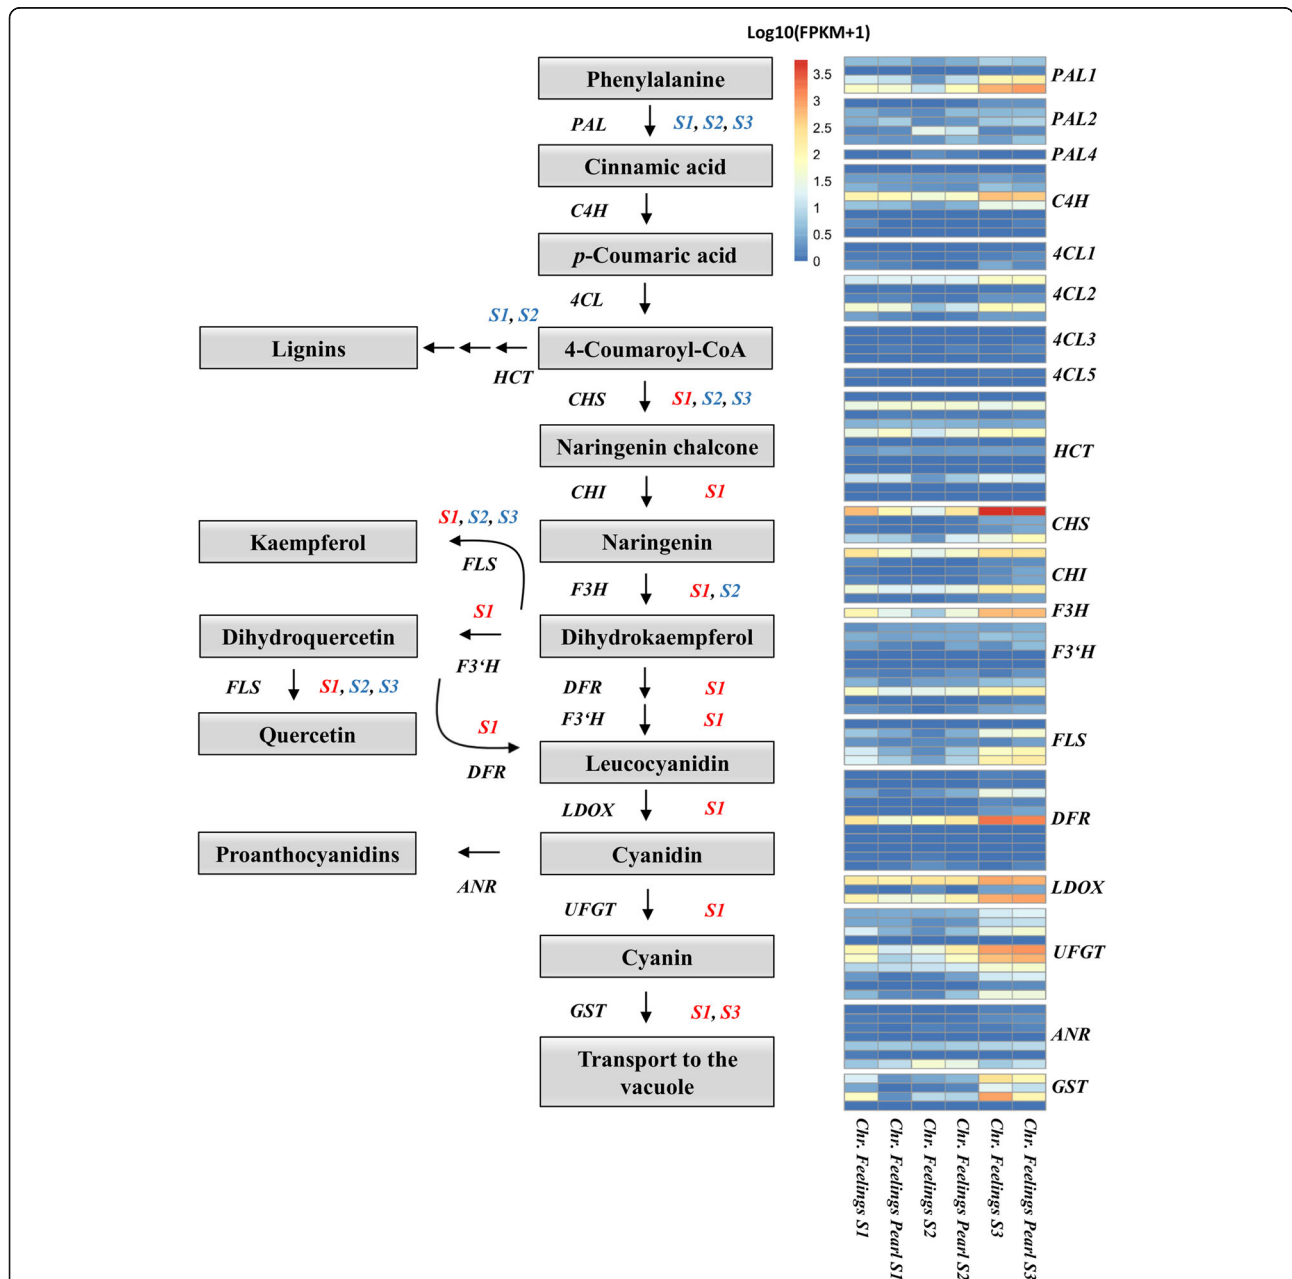 Log10(FPKM+1)
Phenylalanine
PAL S1, S2, S3
Cinnamic acid
C4H
p-Coumaric acid
4CL
S1, S2
Lignins
4-Coumaroyl-CoA
HCT
CHS S1, S2, S3
Naringenin chalcone
CHI S1
S1, S2, S3
Kaempferol
Naringenin
FLS
F3H S1, S2
S1
Dihydroquercetin
Dihydrokaempferol
F3‘H
FLS S1, S2, S3
DFR S1
F3‘H S1
Quercetin
S1
DFR
Leucocyanidin
LDOX S1
Proanthocyanidins
Cyanidin
ANR
UFGT S1
Cyanin
GST S1, S3
Transport to the
vacuole
3.5
3
2.5
2
1.5
1
0.5
0
PAL1
PAL2
PAL4
C4H
4CL1
4CL2
4CL3
4CL5
HCT
CHS
CHI
F3H
F3‘H
FLS
DFR
LDOX
UFGT
ANR
GST
Chr. Feelings S1
Chr. Feelings Pearl S1
Chr. Feelings S2
Chr. Feelings Pearl S2
Chr. Feelings S3
Chr. Feelings Pearl S3